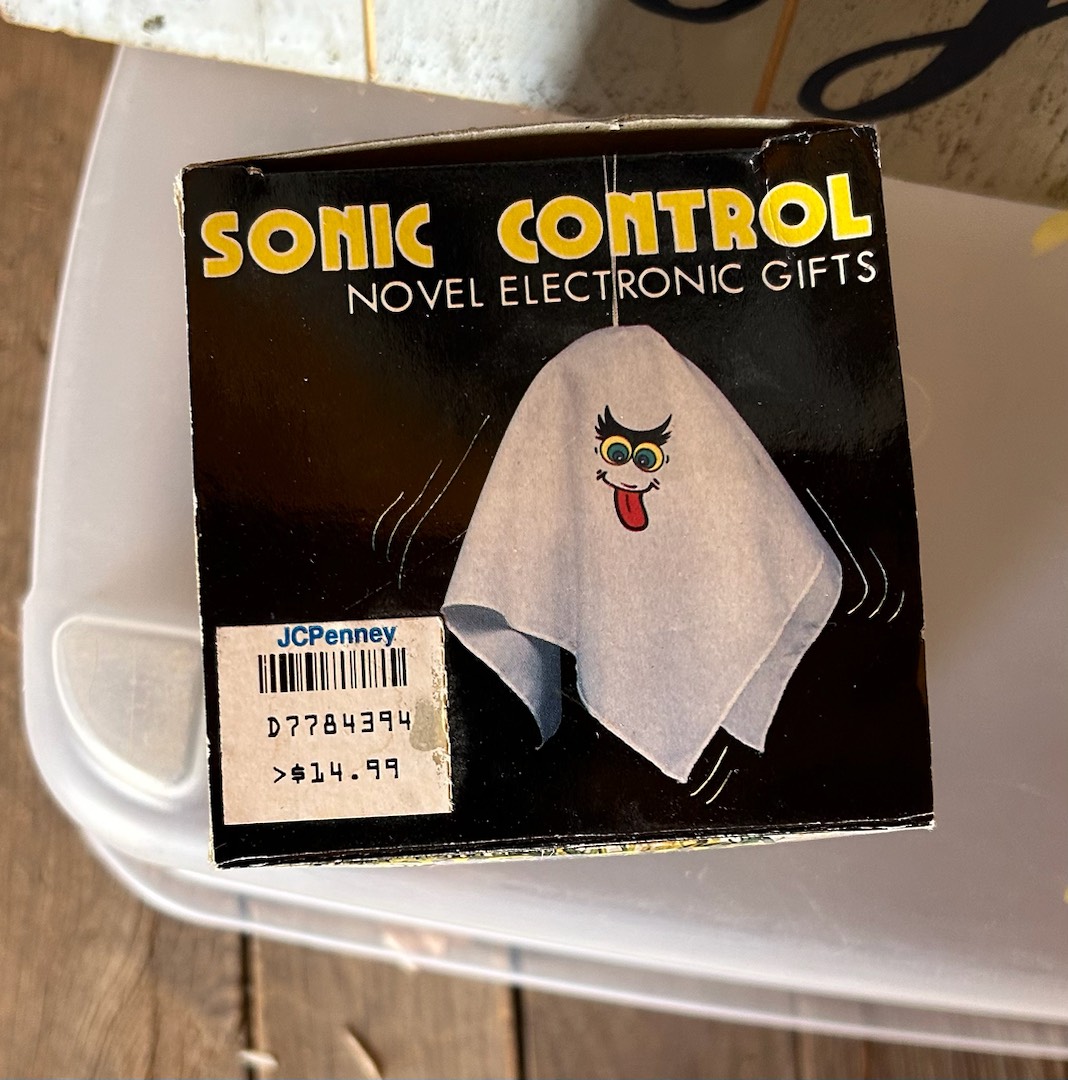 SONIC CONTROL
NOVEL ELECTRONIC GIFTS
JCPenney
D7784394
>$14.99